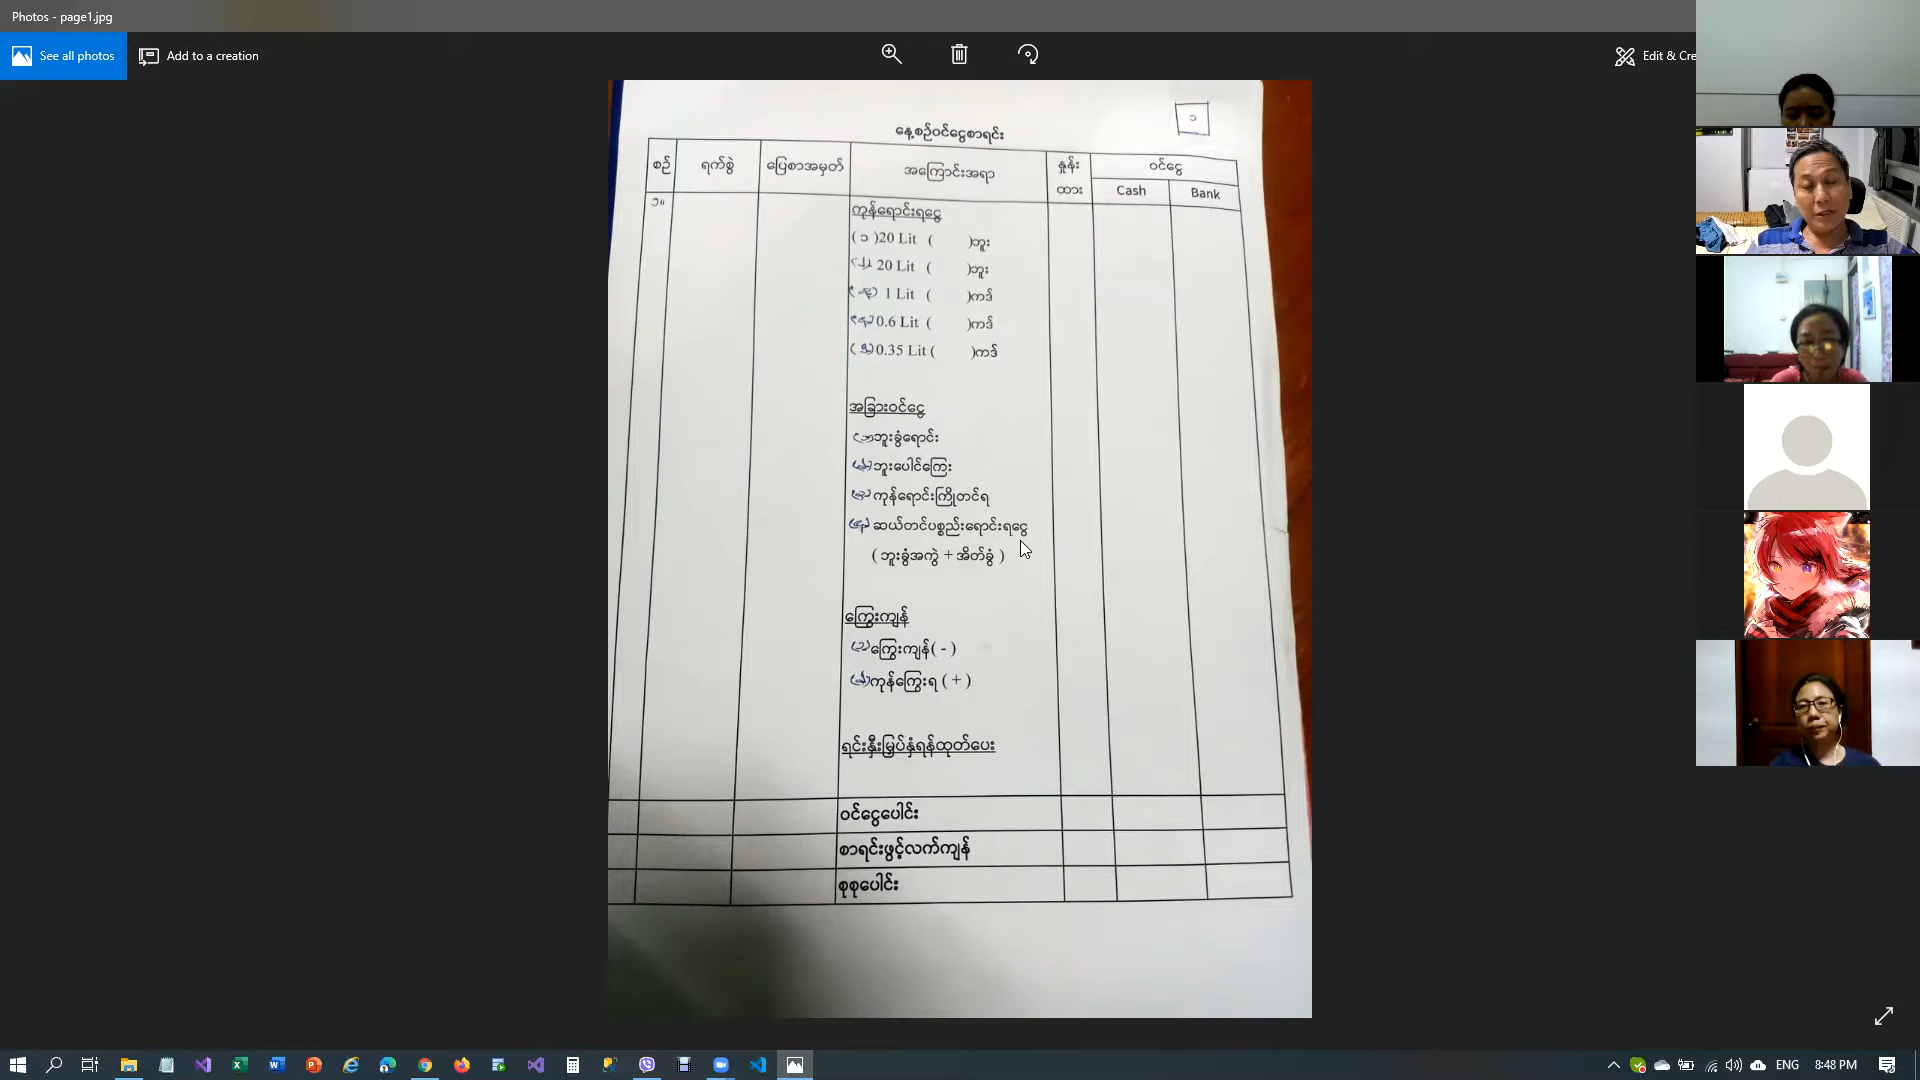 Photos - page1.jpg
See all photos
Add to a creation
Edit & Cre
၁
နေ့စဉ်ဝင်ငွေစာရင်း
စဉ် ရက်စွဲ ပြေစာအမှတ် အကြောင်းအရာ နှုန်းထား ဝင်ငွေ
Cash Bank
၁။
ကုန်ရောင်းရငွေ
(၁)20 Lit ( )ဘူး
(၂) 20 Lit ( )ဘူး
(၃) 1 Lit ( )ကဒ်
(၄) 0.6 Lit ( )ကဒ်
(၅) 0.35 Lit ( )ကဒ်
အခြားဝင်ငွေ
(၁)ဘူးခွံရောင်း
(၂)ဘူးပေါင်ကြေး
(၃)ကုန်ရောင်းကြိုတင်ရ
(၄)ဆယ်တင်ပစ္စည်းရောင်းရငွေ
( ဘူးခွံအကွဲ + အိတ်ခွံ )
ကြွေးကျန်
(၁)ကြွေးကျန်( - )
(၂)ကုန်ကြွေးရ ( + )
ရင်းနှီးမြှပ်နှံရန်ထုတ်ပေး
ဝင်ငွေပေါင်း
စာရင်းဖွင့်လက်ကျန်
စုစုပေါင်း
ENG
8:48 PM